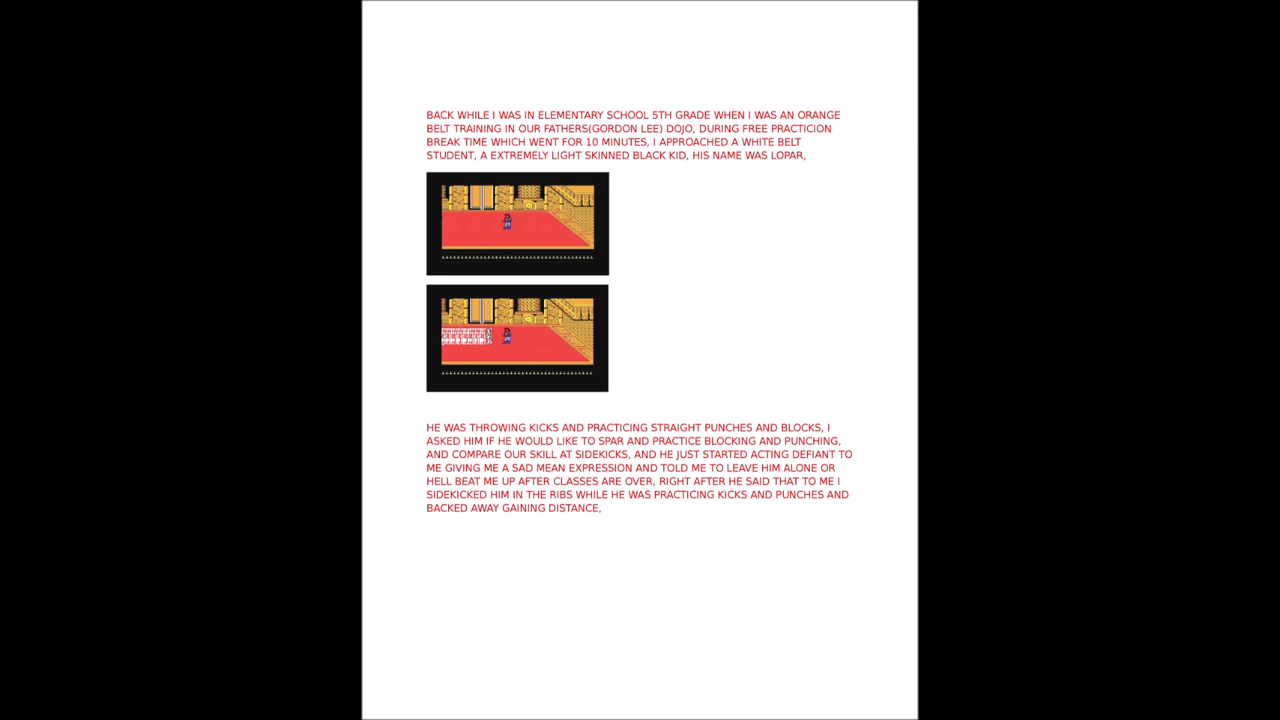 BACK WHILE I WAS IN ELEMENTARY SCHOOL 5TH GRADE WHEN I WAS AN ORANGE
BELT TRAINING IN OUR FATHERS(GORDON LEE) DOJO, DURING FREE PRACTICION
BREAK TIME WHICH WENT FOR 10 MINUTES, I APPROACHED A WHITE BELT
STUDENT, A EXTREMELY LIGHT SKINNED BLACK KID, HIS NAME WAS LOPAR,
HE WAS THROWING KICKS AND PRACTICING STRAIGHT PUNCHES AND BLOCKS, I
ASKED HIM IF HE WOULD LIKE TO SPAR AND PRACTICE BLOCKING AND PUNCHING,
AND COMPARE OUR SKILL AT SIDEKICKS, AND HE JUST STARTED ACTING DEFIANT TO
ME GIVING ME A SAD MEAN EXPRESSION AND TOLD ME TO LEAVE HIM ALONE OR
HELL BEAT ME UP AFTER CLASSES ARE OVER, RIGHT AFTER HE SAID THAT TO ME I
SIDEKICKED HIM IN THE RIBS WHILE HE WAS PRACTICING KICKS AND PUNCHES AND
BACKED AWAY GAINING DISTANCE,